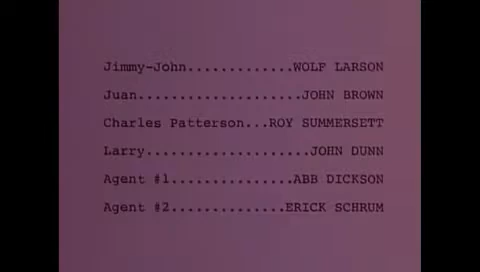 Jimmy-John.............WOLF LARSON
Juan....................JOHN BROWN
Charles Patterson...ROY SUMMERSETT
Larry....................JOHN DUNN
Agent #1...............ABB DICKSON
Agent #2..............ERICK SCHRUM